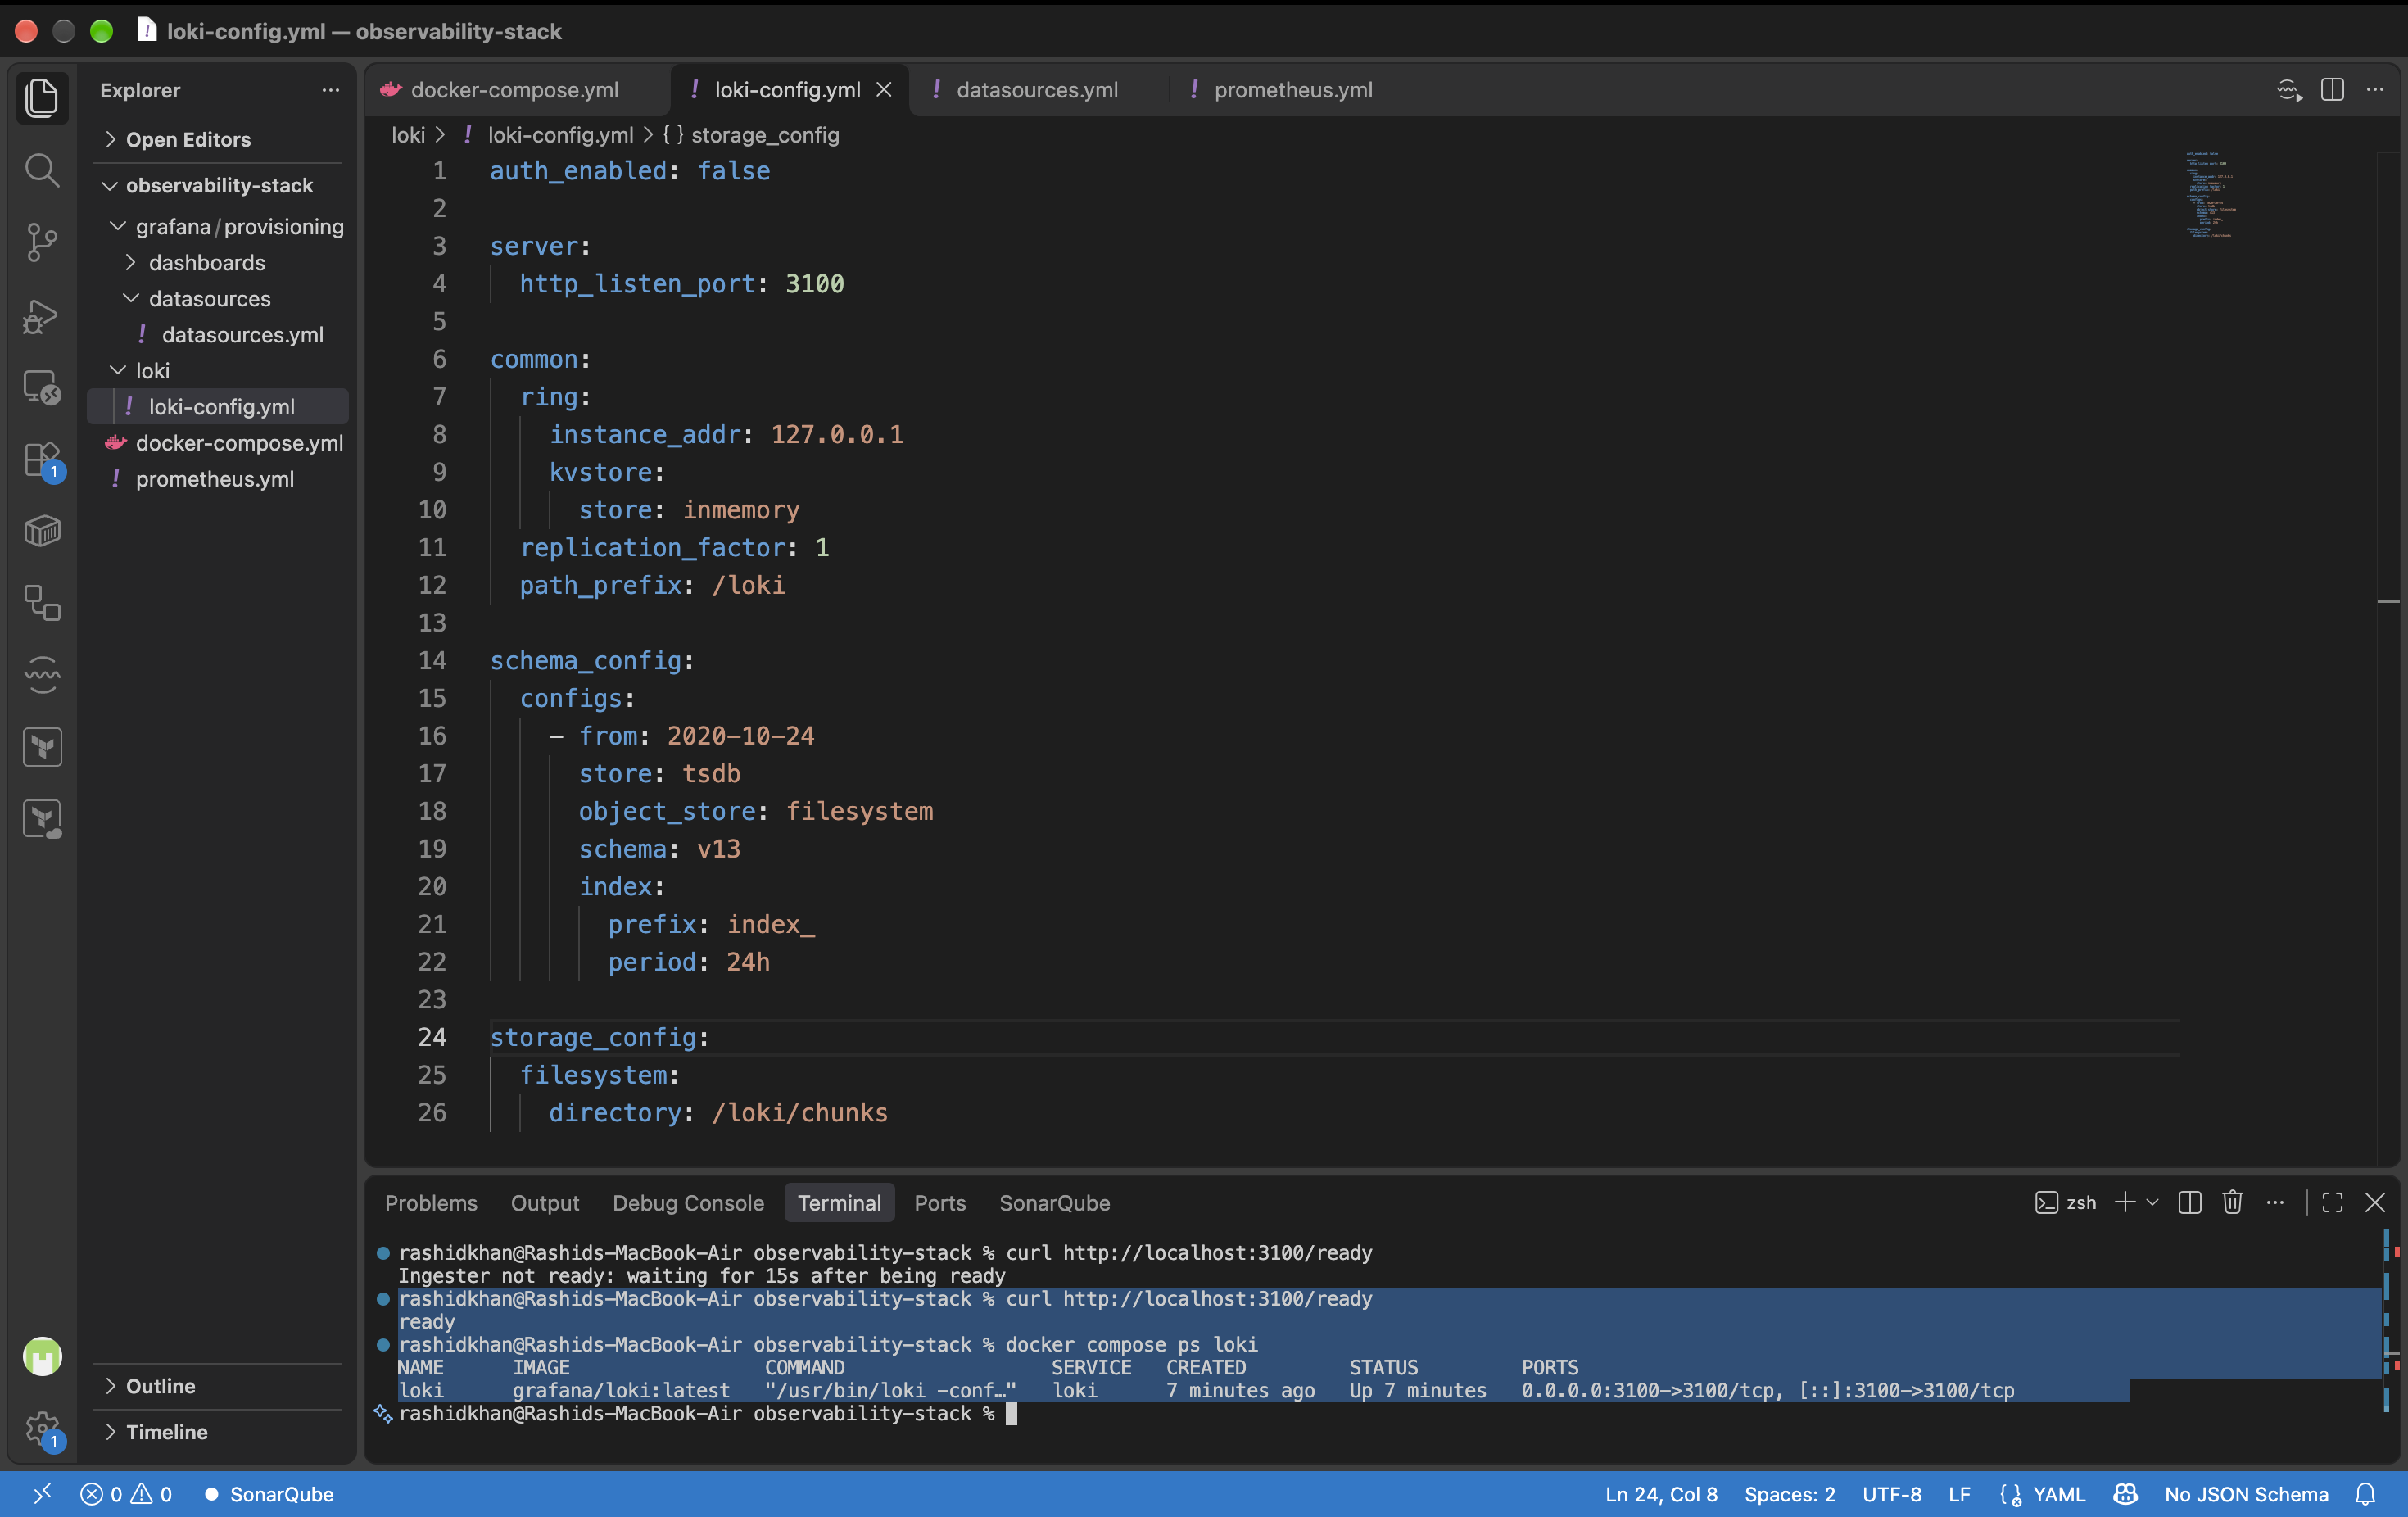 loki-config.yml — observability-stack
Explorer
Open Editors
observability-stack
grafana/provisioning
dashboards
datasources
datasources.yml
loki
loki-config.yml
docker-compose.yml
prometheus.yml
Outline
Timeline
1
1
docker-compose.yml
loki-config.yml
datasources.yml
prometheus.yml
loki > ! loki-config.yml > { } storage_config
1 auth_enabled: false
2
3 server:
4 http_listen_port: 3100
5
6 common:
7 ring:
8 instance_addr: 127.0.0.1
9 kvstore:
10 store: inmemory
11 replication_factor: 1
12 path_prefix: /loki
13
14 schema_config:
15 configs:
16 - from: 2020-10-24
17 store: tsdb
18 object_store: filesystem
19 schema: v13
20 index:
21 prefix: index_
22 period: 24h
23
24 storage_config:
25 filesystem:
26 directory: /loki/chunks
Problems Output Debug Console Terminal Ports SonarQube
zsh
rashidkhan@Rashids-MacBook-Air observability-stack % curl http://localhost:3100/ready
Ingester not ready: waiting for 15s after being ready
rashidkhan@Rashids-MacBook-Air observability-stack % curl http://localhost:3100/ready
ready
rashidkhan@Rashids-MacBook-Air observability-stack % docker compose ps loki
NAME IMAGE COMMAND SERVICE CREATED STATUS PORTS
loki grafana/loki:latest "/usr/bin/loki -conf…" loki 7 minutes ago Up 7 minutes 0.0.0.0:3100->3100/tcp, [::]:3100->3100/tcp
rashidkhan@Rashids-MacBook-Air observability-stack %
0 0 SonarQube
Ln 24, Col 8 Spaces: 2 UTF-8 LF YAML No JSON Schema